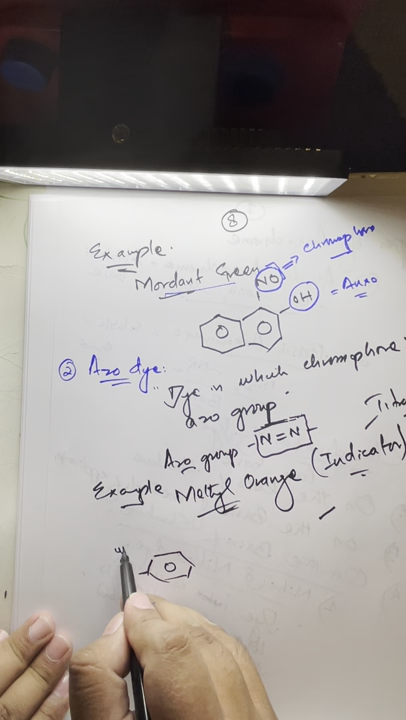 8
Example.
Mordant Green
NO => Chromophore
OH = Auxo
② Azo dye:
Dye in which chromophore
azo group.
Azo group -N=N-
Titra
Example Methyl Orange (Indicator)